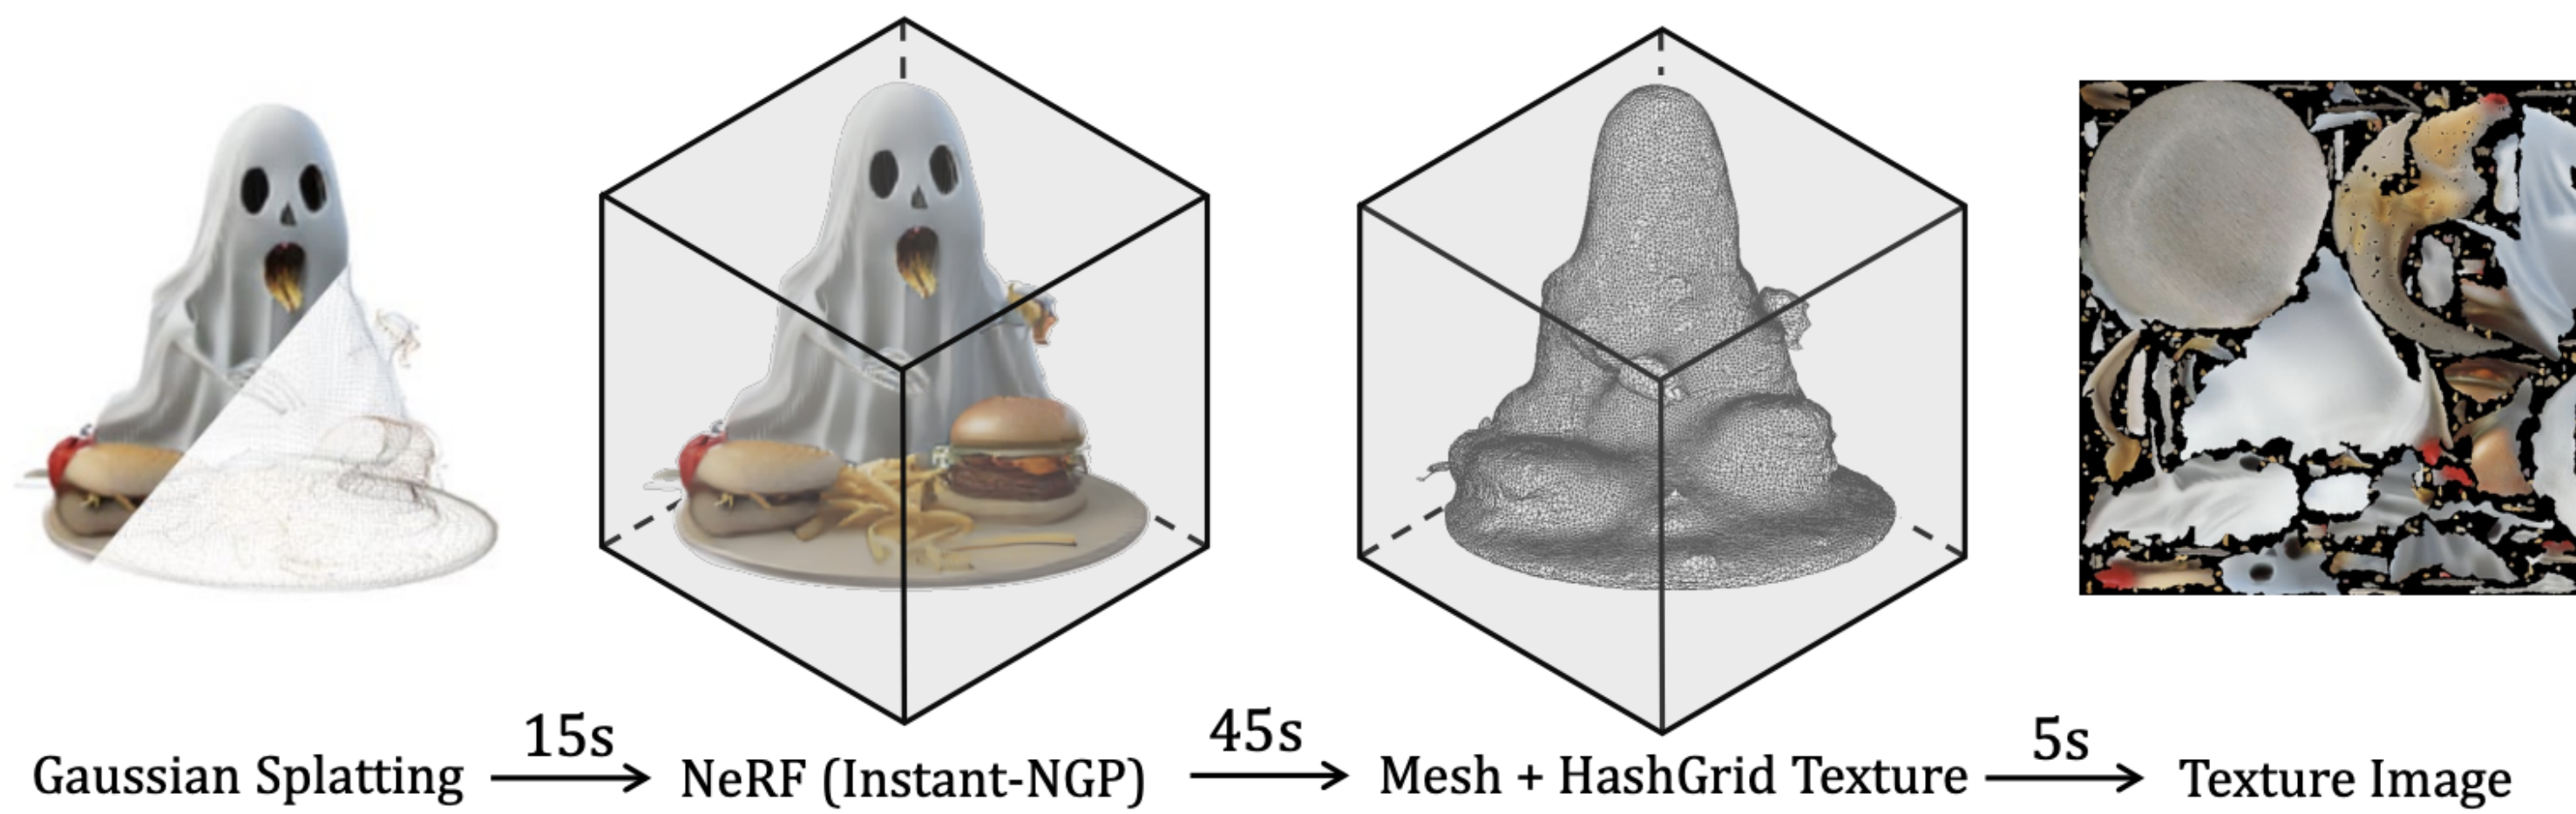 15s
45s
5s
Gaussian Splatting
NeRF (Instant-NGP)
Mesh + HashGrid Texture
Texture Image